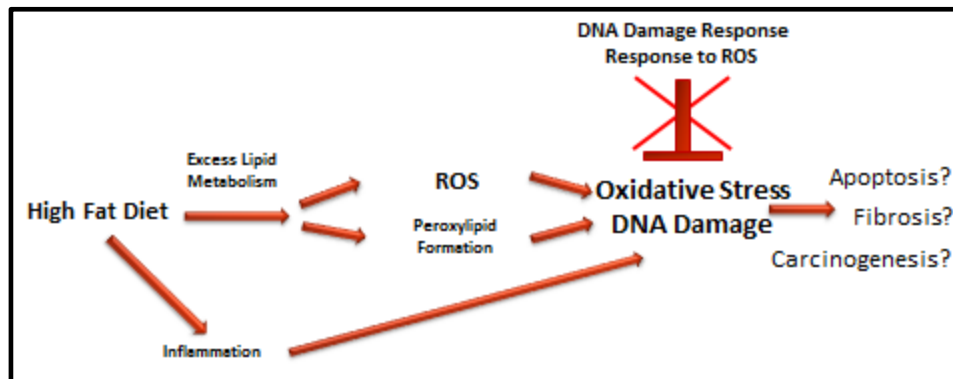 DNA Damage Response
Response to ROS
Excess Lipid
Metabolism
High Fat Diet
ROS
Peroxylipid
Formation
Oxidative Stress
DNA Damage
Apoptosis?
Fibrosis?
Carcinogenesis?
Inflammation